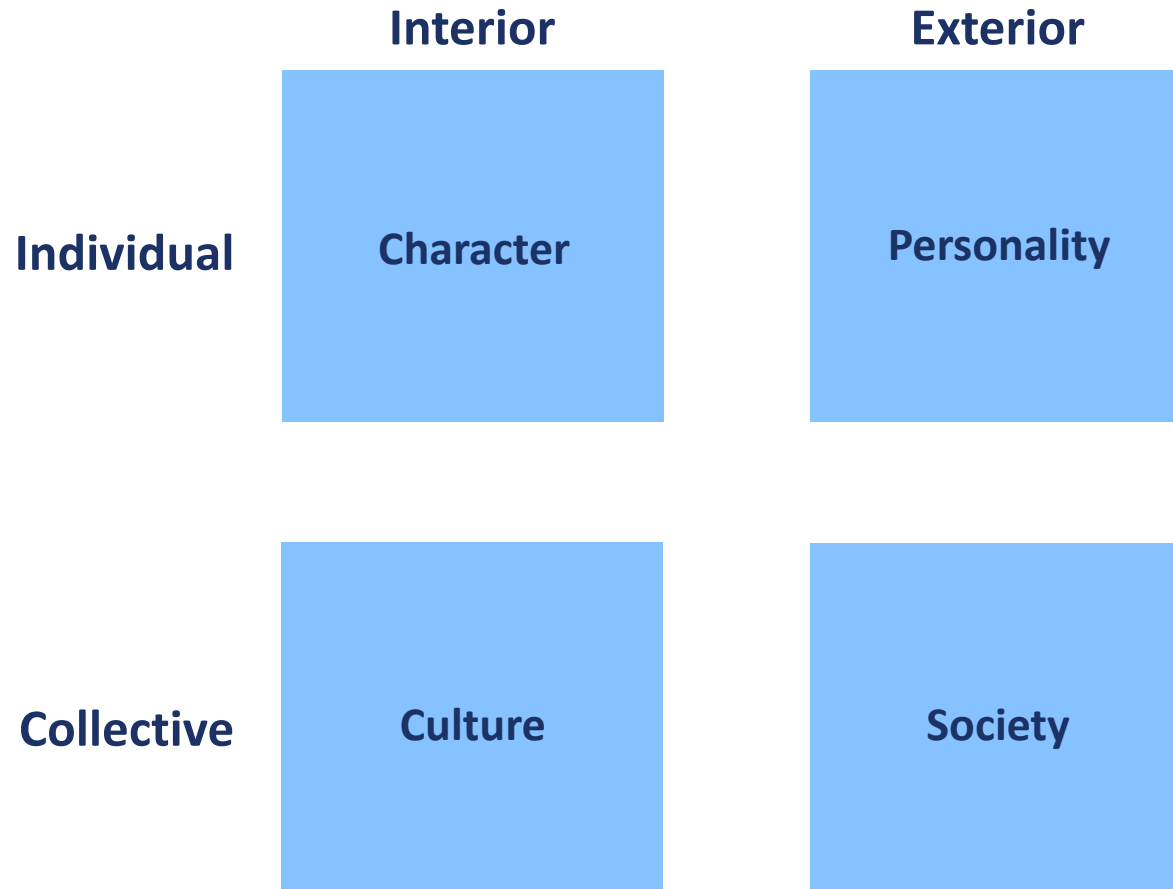 Interior Exterior
Individual Character Personality
Collective Culture Society